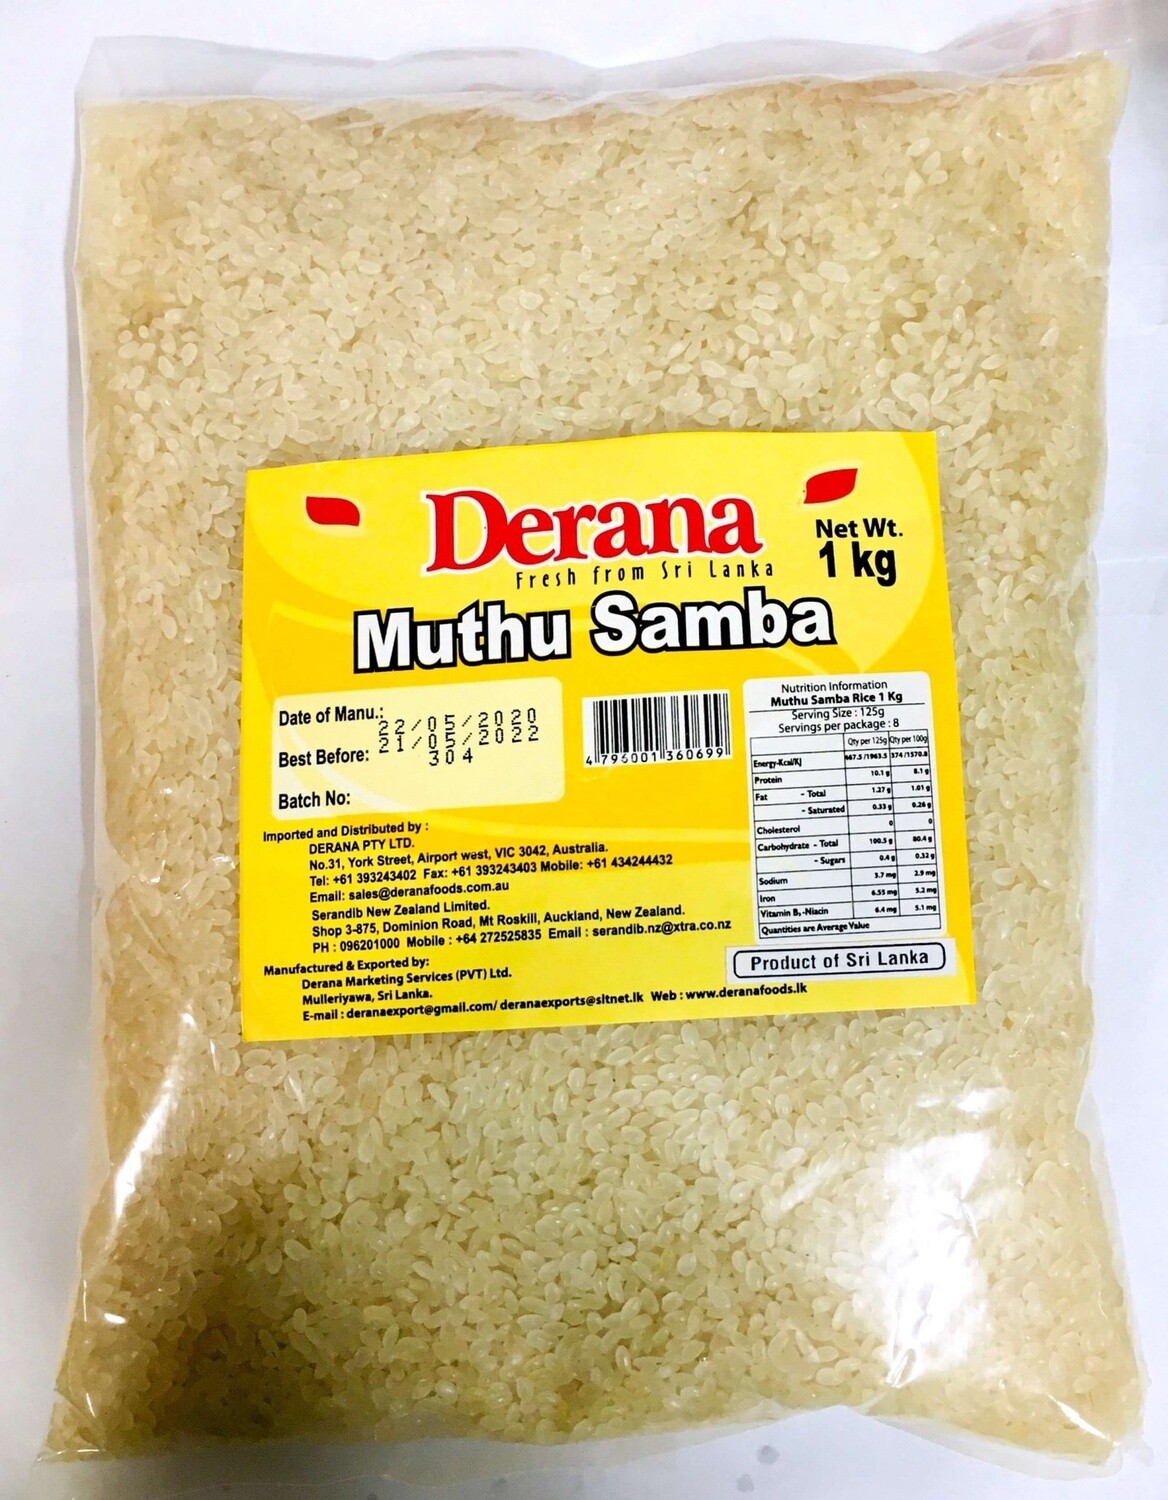 Derana
Fresh from Sri Lanka
Net Wt.
1 kg
Muthu Samba
Date of Manu.: 22/05/2020
Best Before: 21/05/2022
304
Batch No:
4 796001 360699
Nutrition Information
Muthu Samba Rice 1 Kg
Serving Size : 125g
Servings per package : 8
Qty per 125g Qty per 100g
Energy-Kcal/KJ 467.5 /1963.5 374 /1570.8
Protein 10.1 g 8.1 g
Fat - Total 1.27 g 1.01 g
- Saturated 0.33 g 0.26 g
Cholesterol 0 0
Carbohydrate - Total 100.5 g 80.4 g
- Sugars 0.4 g 0.32 g
Sodium 3.7 mg 2.9 mg
Iron 6.55 mg 5.2 mg
Vitamin B, -Niacin 6.4 mg 5.1 mg
Quantities are Average Value
Imported and Distributed by :
DERANA PTY LTD.
No.31, York Street, Airport west, VIC 3042, Australia.
Tel: +61 393243402 Fax: +61 393243403 Mobile: +61 434244432
Email: sales@deranafoods.com.au
Serandib New Zealand Limited.
Shop 3-875, Dominion Road, Mt Roskill, Auckland, New Zealand.
PH : 096201000 Mobile : +64 272525835 Email : serandib.nz@xtra.co.nz
Manufactured & Exported by:
Derana Marketing Services (PVT) Ltd.
Mulleriyawa, Sri Lanka.
E-mail : deranaexport@gmail.com/ deranaexports@sltnet.lk Web : www.deranafoods.lk
Product of Sri Lanka